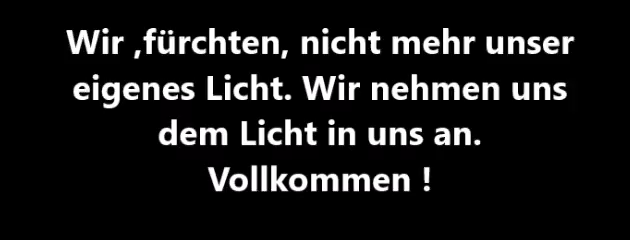 Wir ,fürchten, nicht mehr unser
eigenes Licht. Wir nehmen uns
dem Licht in uns an.
Vollkommen !